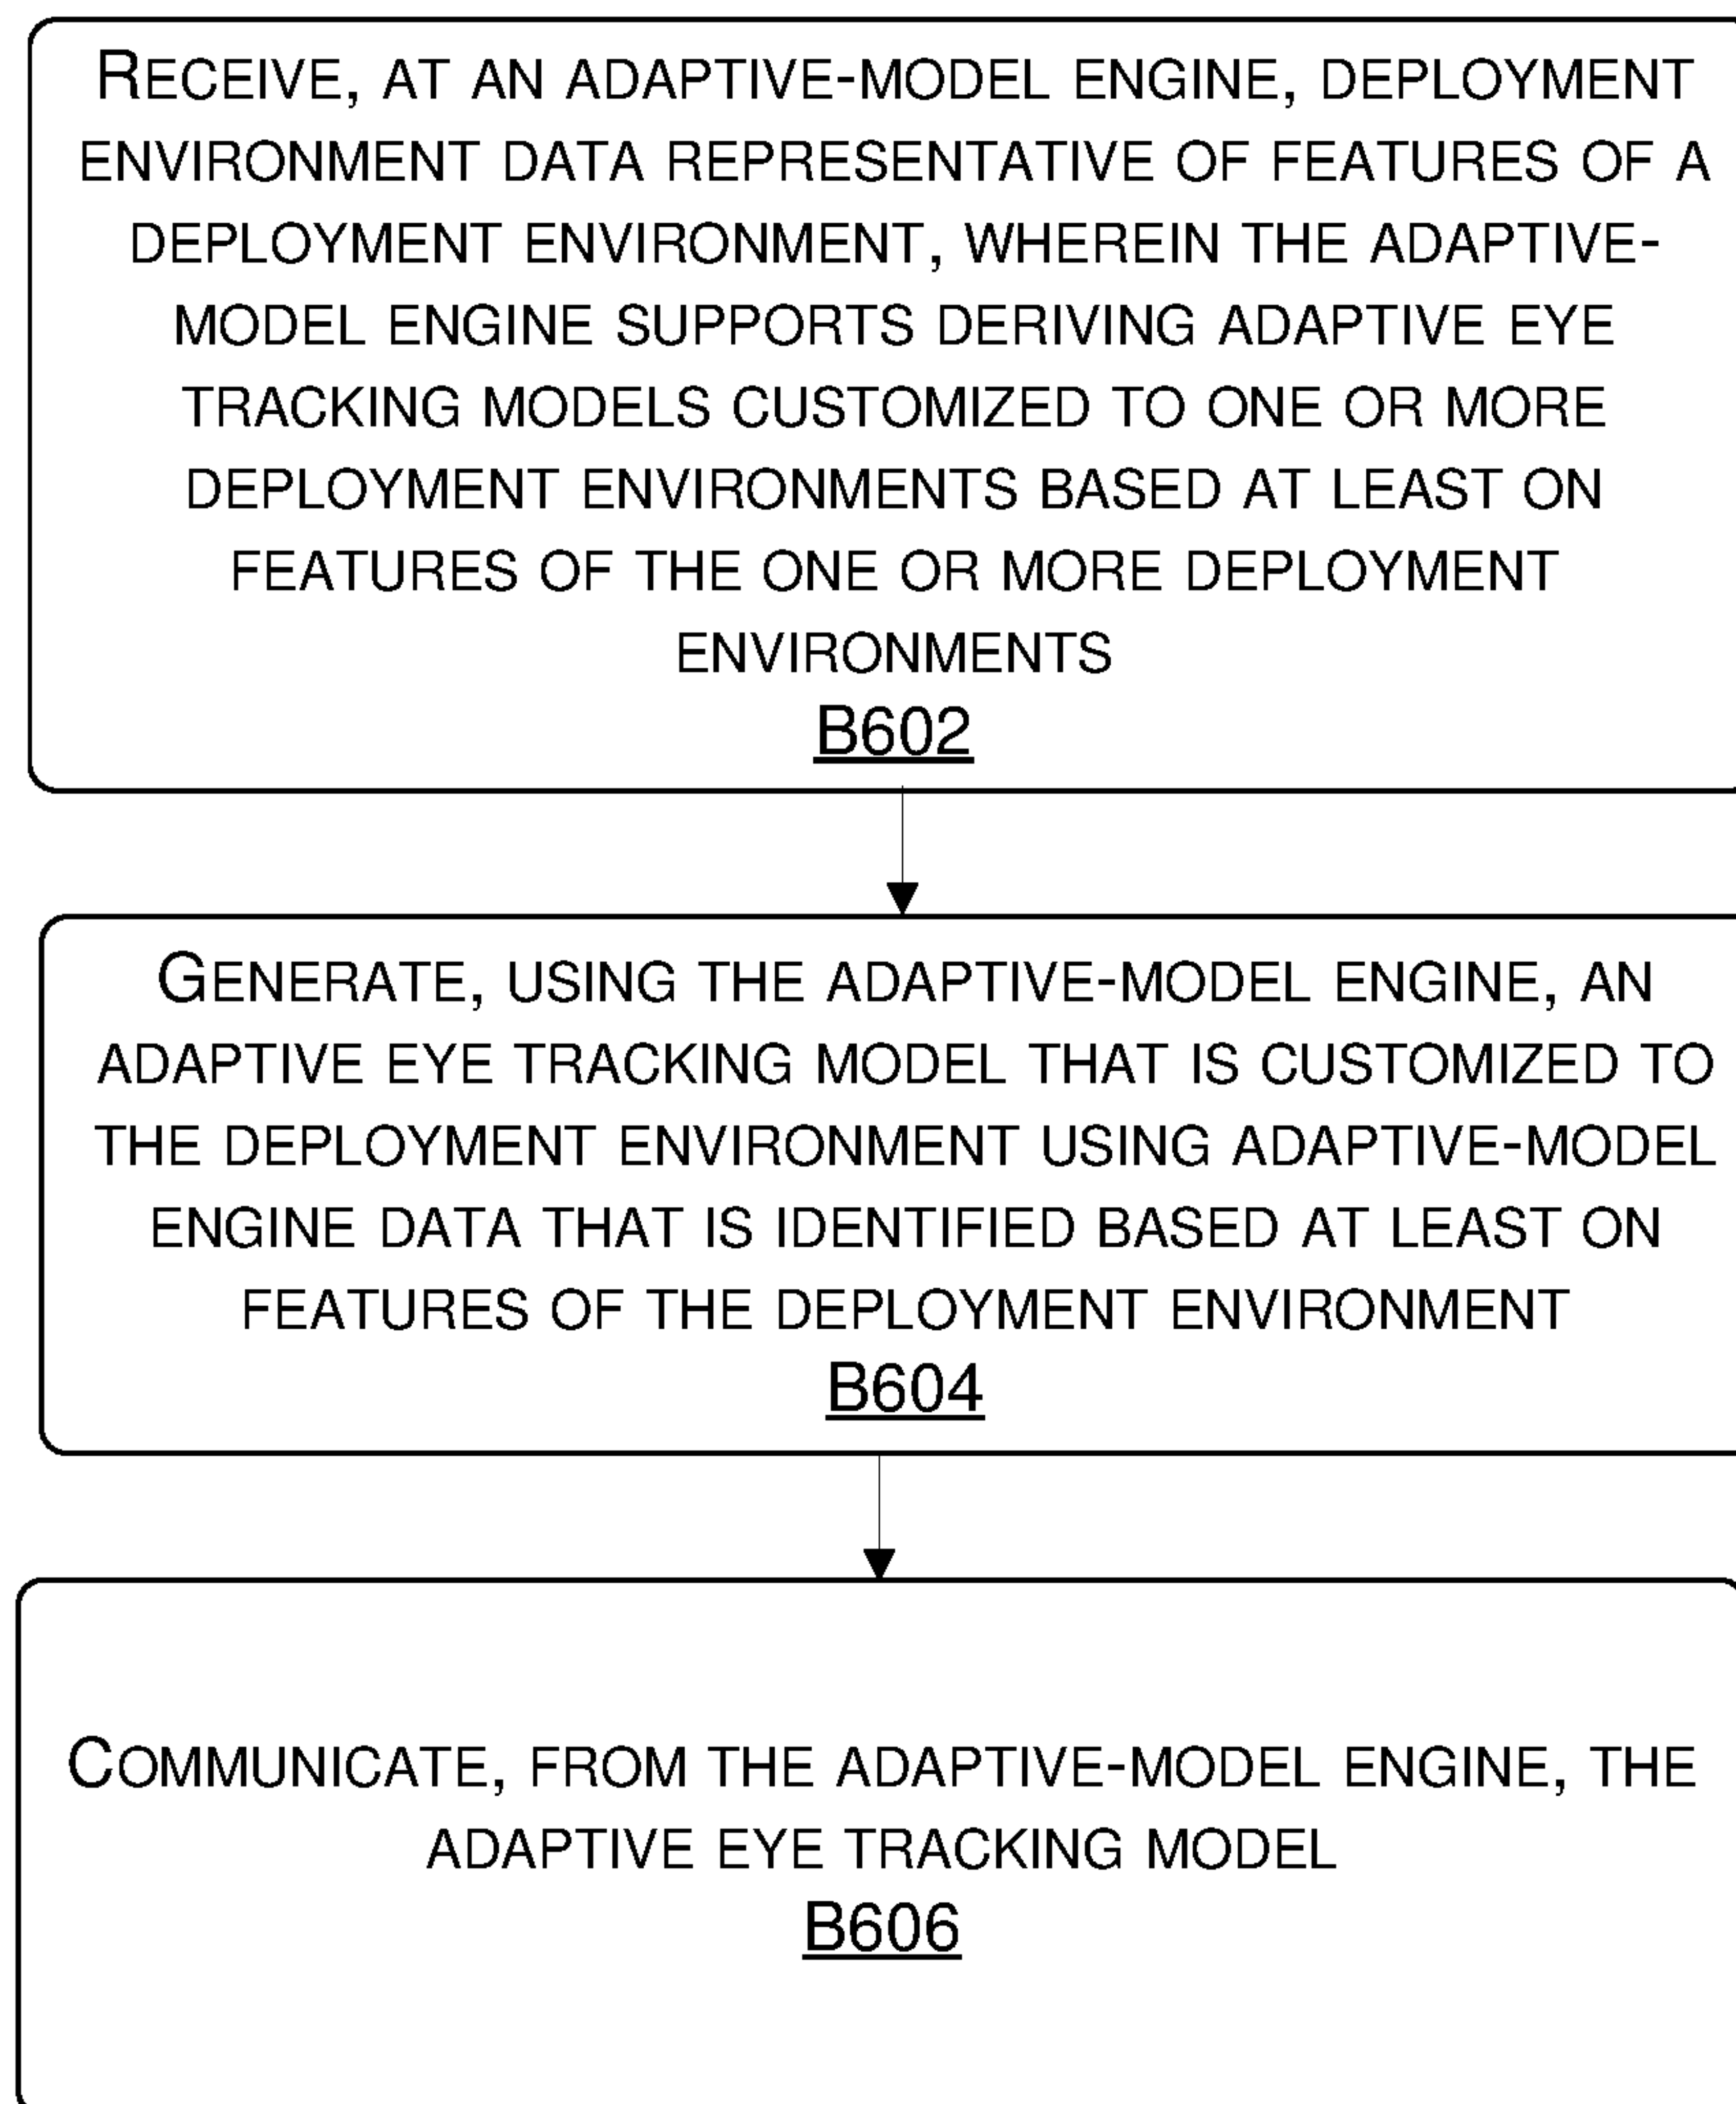 RECEIVE, AT AN ADAPTIVE-MODEL ENGINE, DEPLOYMENT
ENVIRONMENT DATA REPRESENTATIVE OF FEATURES OF A
DEPLOYMENT ENVIRONMENT, WHEREIN THE ADAPTIVE-
MODEL ENGINE SUPPORTS DERIVING ADAPTIVE EYE
TRACKING MODELS CUSTOMIZED TO ONE OR MORE
DEPLOYMENT ENVIRONMENTS BASED AT LEAST ON
FEATURES OF THE ONE OR MORE DEPLOYMENT
ENVIRONMENTS
B602
GENERATE, USING THE ADAPTIVE-MODEL ENGINE, AN
ADAPTIVE EYE TRACKING MODEL THAT IS CUSTOMIZED TO
THE DEPLOYMENT ENVIRONMENT USING ADAPTIVE-MODEL
ENGINE DATA THAT IS IDENTIFIED BASED AT LEAST ON
FEATURES OF THE DEPLOYMENT ENVIRONMENT
B604
COMMUNICATE, FROM THE ADAPTIVE-MODEL ENGINE, THE
ADAPTIVE EYE TRACKING MODEL
B606